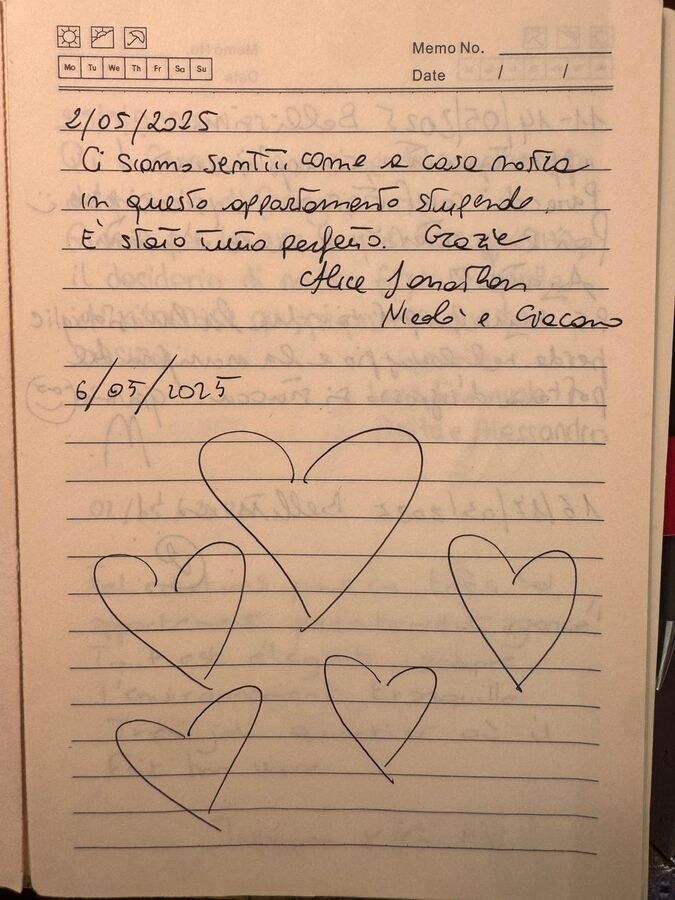 Memo No.
Mo Tu We Th Fr Sa Su
Date / /
2/05/2025
Ci siamo sentiti come a casa nostra
in questo appartamento stupendo.
È stato tutto perfetto. Grazie
Alice Jonathan
Nicolò e Giacomo
6/05/2025